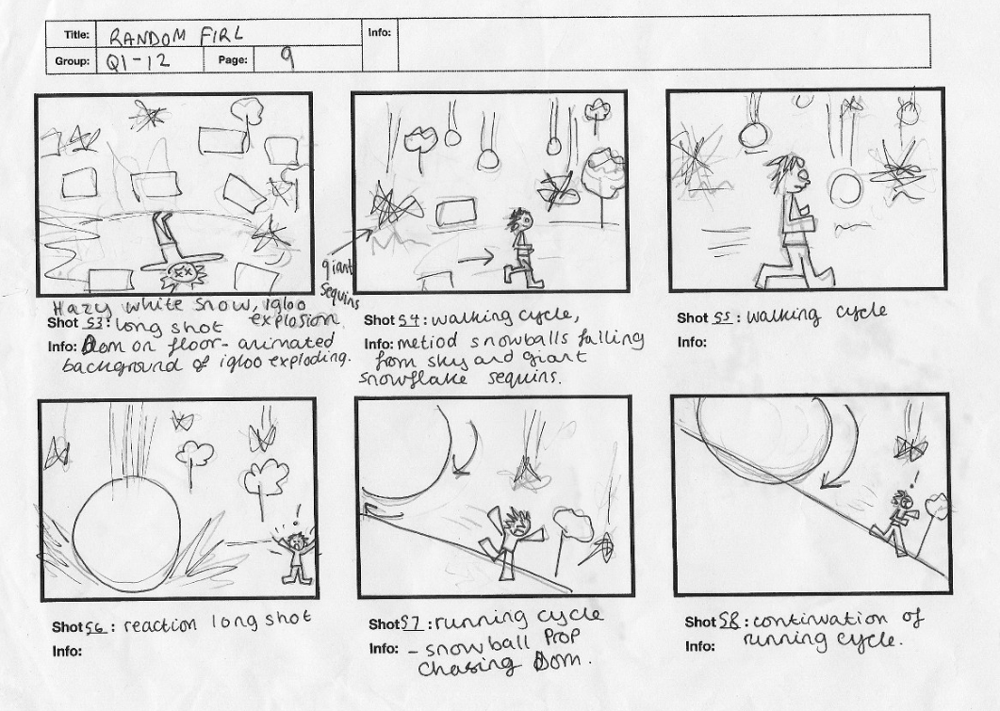 Title: RANDOM FIRL
Info:
Group: Q1-12 Page: 9
giant
sequins
Hazy white snow, igloo
explosion.
Shot 53: long shot
Info: Dom on floor- animated
background of igloo exploding.
Shot 54: walking cycle,
Info: metiod snowballs falling
from sky and giant
snowflake sequins.
Shot 55: walking cycle
Info:
Shot 56: reaction long shot
Info:
Shot 57: running cycle
Info: - snowball prop
chasing Dom.
Shot 58: continuation of
Info: running cycle.